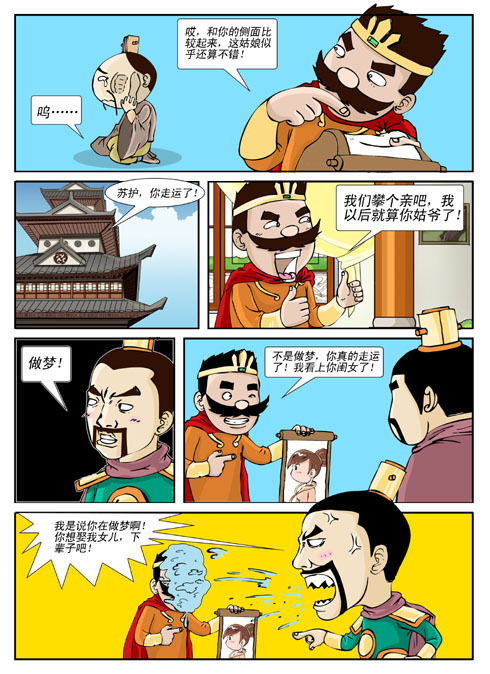 哎，和你的侧面比
较起来，这姑娘似
乎还算不错！
呜……
苏护，你走运了！
我们攀个亲吧，我
以后就算你姑爷了！
做梦！
不是做梦，你真的走运
了！我看上你闺女了！
我是说你在做梦啊！
你想娶我女儿，下
辈子吧！